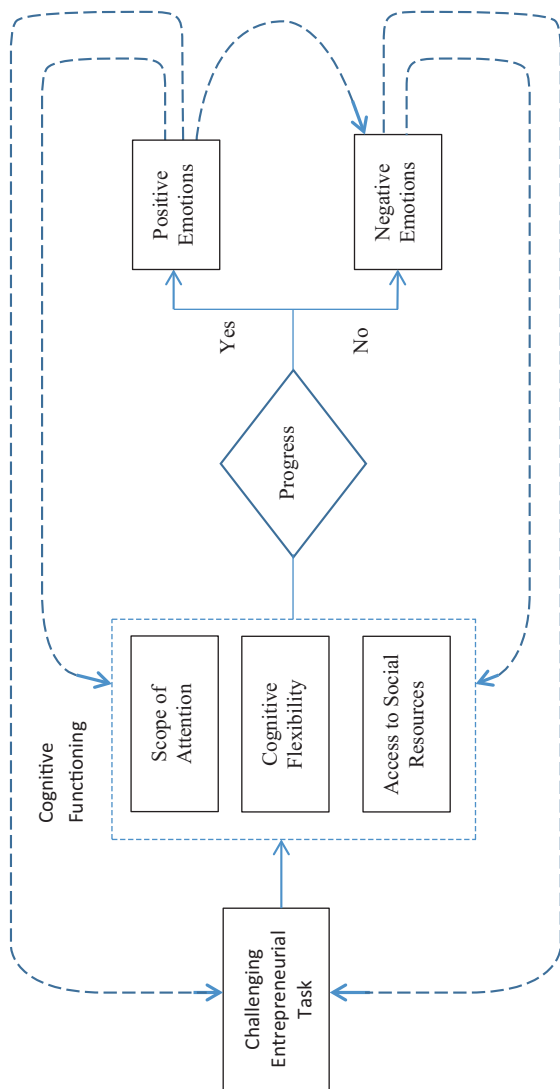 Challenging
Entrepreneurial
Task
Cognitive
Functioning
Scope of
Attention
Cognitive
Flexibility
Access to Social
Resources
Progress
Yes
No
Positive
Emotions
Negative
Emotions